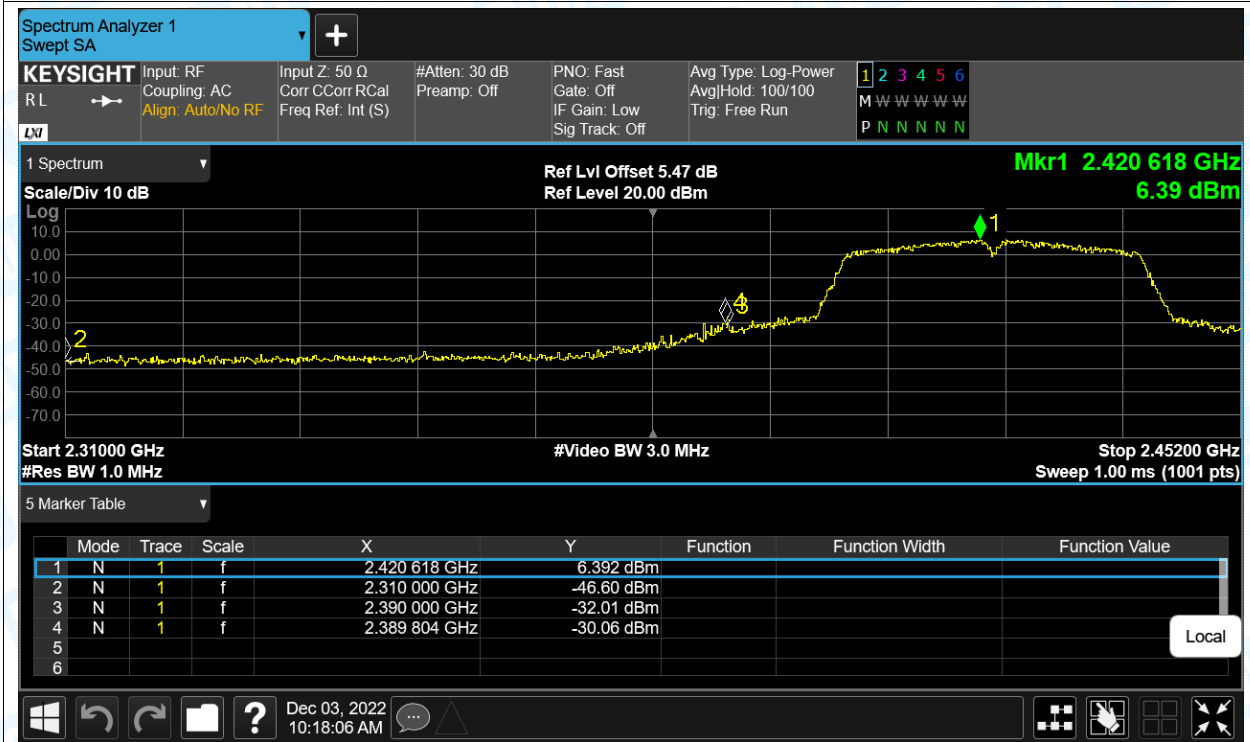 Spectrum Analyzer 1
Swept SA
+
KEYSIGHT
R L
LXI
Input: RF
Coupling: AC
Align: Auto/No RF
Input Z: 50 Ω
Corr CCorr RCal
Freq Ref: Int (S)
#Atten: 30 dB
Preamp: Off
PNO: Fast
Gate: Off
IF Gain: Low
Sig Track: Off
Avg Type: Log-Power
Avg|Hold: 100/100
Trig: Free Run
1 2 3 4 5 6
M W W W W W
P N N N N N
1 Spectrum
Scale/Div 10 dB
Ref Lvl Offset 5.47 dB
Ref Level 20.00 dBm
Mkr1 2.420 618 GHz
6.39 dBm
Log
10.0
0.00
-10.0
-20.0
-30.0
-40.0
-50.0
-60.0
-70.0
1
2
4
3
Start 2.31000 GHz
#Res BW 1.0 MHz
#Video BW 3.0 MHz
Stop 2.45200 GHz
Sweep 1.00 ms (1001 pts)
5 Marker Table
Mode Trace Scale X Y Function Function Width Function Value
1 N 1 f 2.420 618 GHz 6.392 dBm
2 N 1 f 2.310 000 GHz -46.60 dBm
3 N 1 f 2.390 000 GHz -32.01 dBm
4 N 1 f 2.389 804 GHz -30.06 dBm
5
6
Local
?
Dec 03, 2022
10:18:06 AM